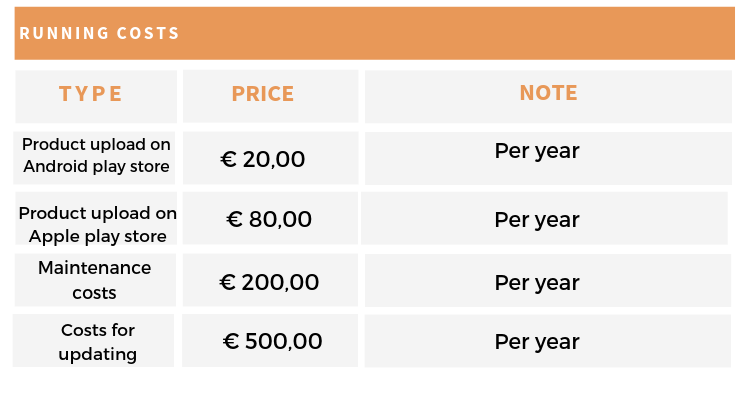 RUNNING COSTS
TYPE PRICE NOTE
Product upload on
Android play store
€ 20,00
Per year
Product upload on
Apple play store
€ 80,00
Per year
Maintenance
costs
€ 200,00
Per year
Costs for
updating
€ 500,00
Per year